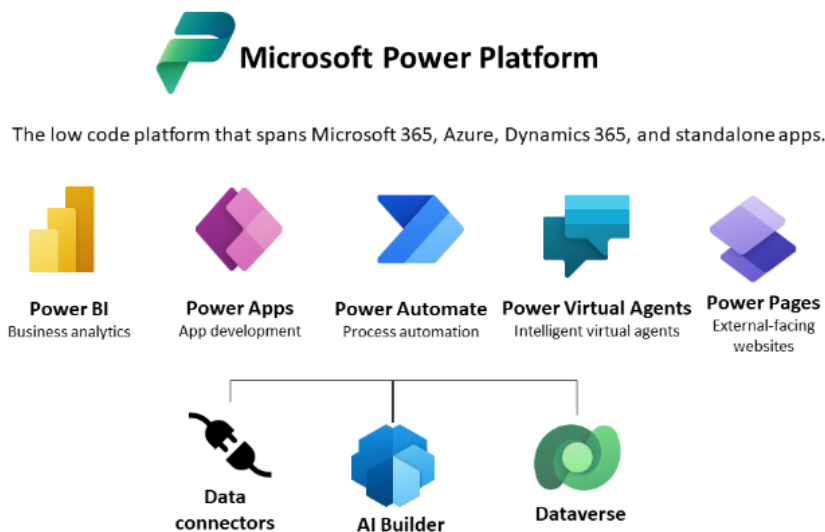 Microsoft Power Platform
The low code platform that spans Microsoft 365, Azure, Dynamics 365, and standalone apps.
Power BI
Business analytics
Power Apps
App development
Power Automate
Process automation
Power Virtual Agents
Intelligent virtual agents
Power Pages
External-facing
websites
Data
connectors
AI Builder
Dataverse